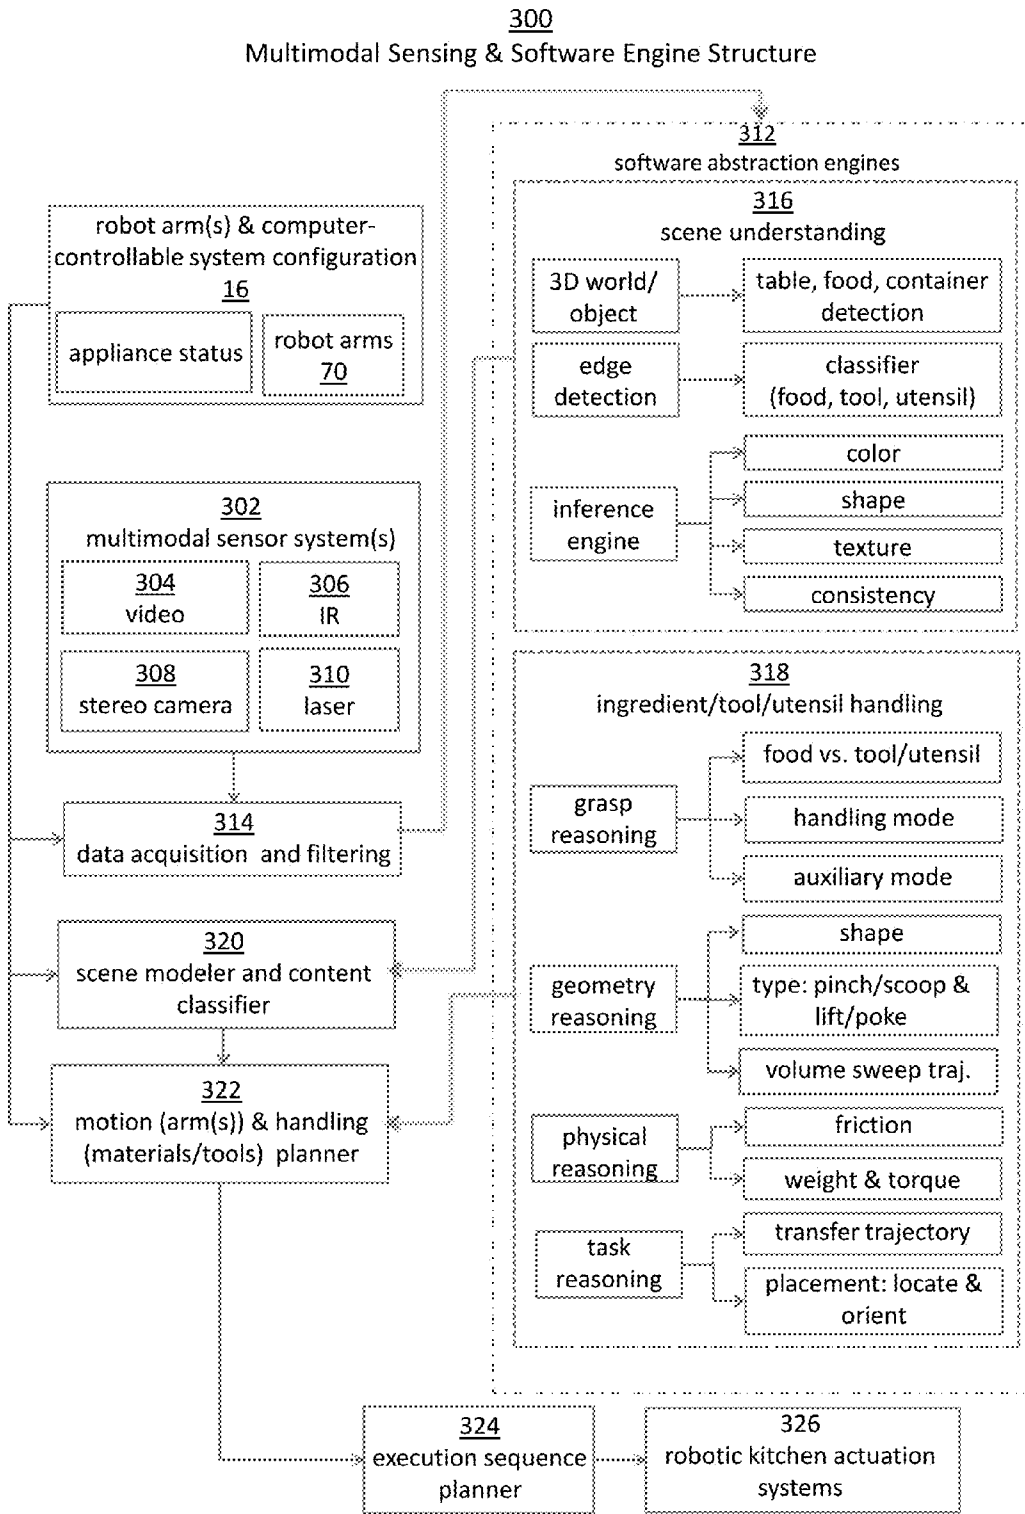 300
Multimodal Sensing & Software Engine Structure
robot arm(s) & computer-
controllable system configuration
16
appliance status
robot arms
70
302
multimodal sensor system(s)
304
video
306
IR
308
stereo camera
310
laser
314
data acquisition and filtering
320
scene modeler and content
classifier
322
motion (arm(s)) & handling
(materials/tools) planner
312
software abstraction engines
316
scene understanding
3D world/
object
table, food, container
detection
edge
detection
classifier
(food, tool, utensil)
inference
engine
color
shape
texture
consistency
318
ingredient/tool/utensil handling
grasp
reasoning
food vs. tool/utensil
handling mode
auxiliary mode
geometry
reasoning
shape
type: pinch/scoop &
lift/poke
volume sweep traj.
physical
reasoning
friction
weight & torque
task
reasoning
transfer trajectory
placement: locate &
orient
324
execution sequence
planner
326
robotic kitchen actuation
systems